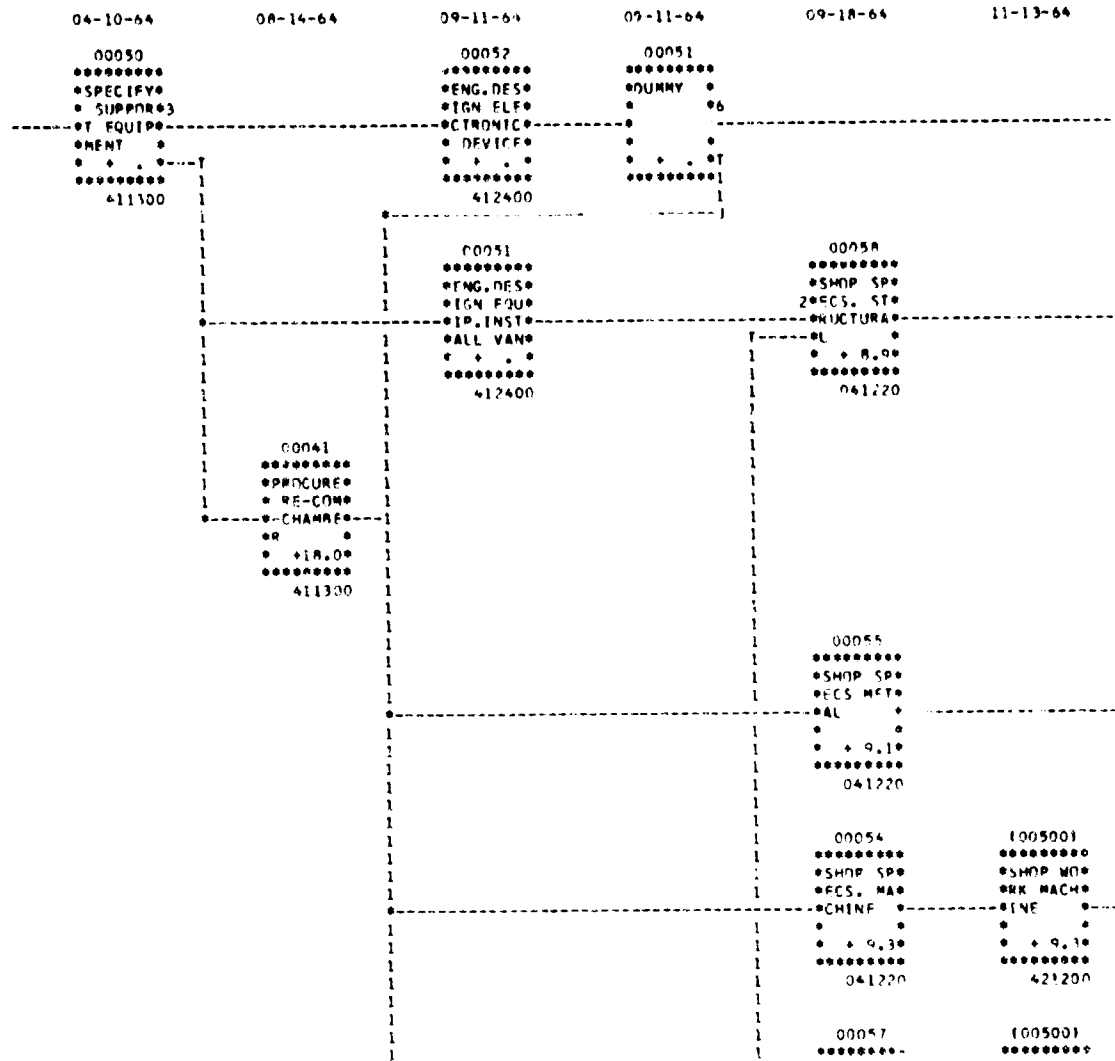 04-10-64 08-14-64 09-11-64 09-11-64 09-18-64 11-13-64
00050
*********
*SPECIFY
* SUPPOR*3
*T EQUIP
*MENT *
* + . *
*********
411300
00052
*********
*ENG.DES*
*IGN ELE*
*CTRONIC*
* DEVICE*
* + . *
*********
412400
00051
*********
*DUMMY *
* *6
* *
* *
* + . *
*********
00051
*********
*ENG.DES*
*IGN EQU*
*IP.INST*
*ALL VAN*
* + . *
*********
412400
00058
*********
*SHOP SP*
2*ECS. ST*
*RUCTURA*
*L *
* + 8.9*
*********
041220
00041
*********
*PROCURE*
* RE-COM*
*-CHAMBE*
*R *
* +18.0*
*********
411300
00055
*********
*SHOP SP*
*ECS MET*
*AL *
* *
* + 9.1*
*********
041220
00054
*********
*SHOP SP*
*ECS. MA*
*CHINE *
* *
* + 9.3*
*********
041220
(00500)
*********
*SHOP WO*
*RK MACH*
*INE *
* *
* + 9.3*
*********
421200
00057 (00500)